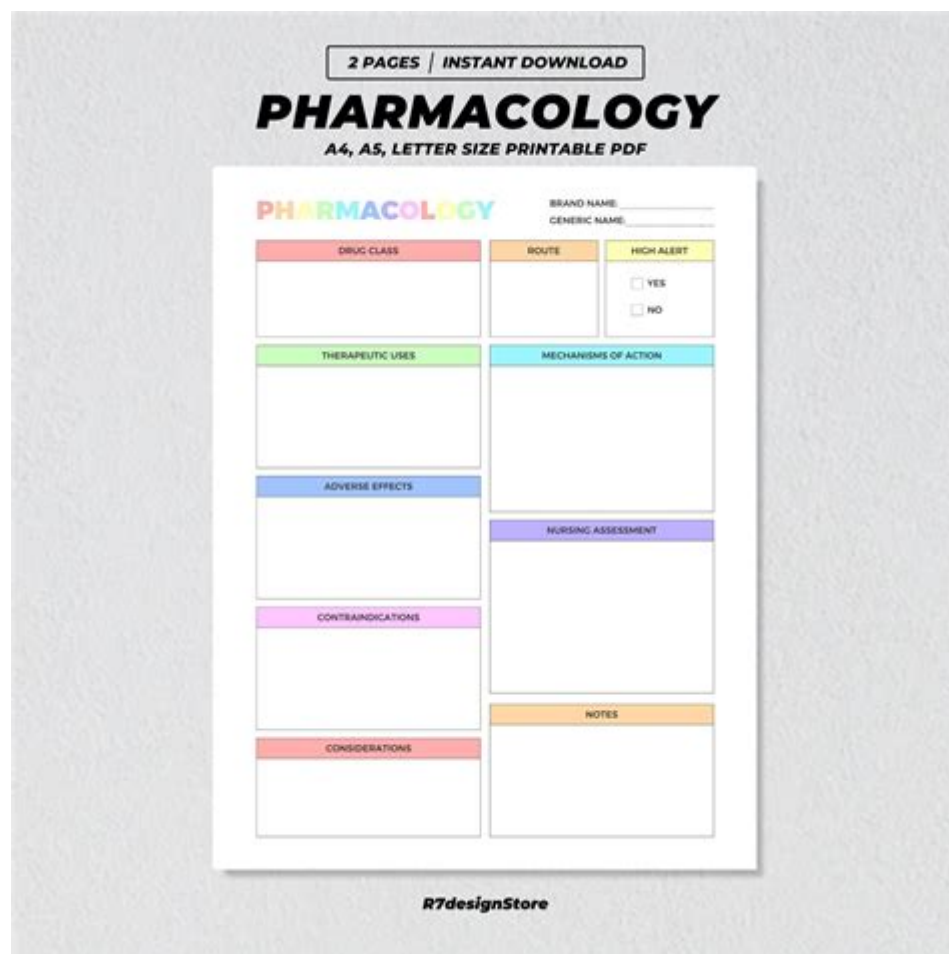 2 PAGES | INSTANT DOWNLOAD
PHARMACOLOGY
A4, A5, LETTER SIZE PRINTABLE PDF
PHARMACOLOGY
BRAND NAME:
GENERIC NAME:
DRUG CLASS
ROUTE
HIGH ALERT
YES
NO
THERAPEUTIC USES
MECHANISMS OF ACTION
ADVERSE EFFECTS
NURSING ASSESSMENT
CONTRAINDICATIONS
NOTES
CONSIDERATIONS
R7designStore